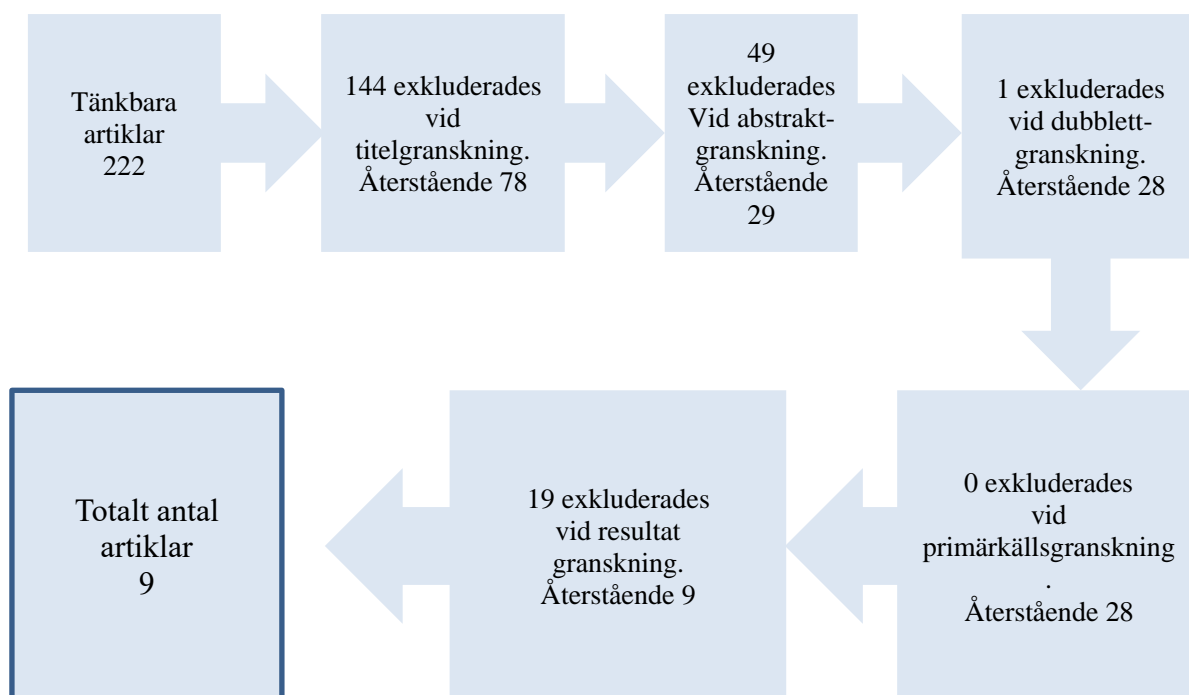 Tänkbara
artiklar
222
144 exkluderades
vid
titelgranskning.
Återstående 78
49
exkluderades
Vid abstrakt-
granskning.
Återstående
29
1 exkluderades
vid dubblett-
granskning.
Återstående 28
0 exkluderades
vid
primärkällsgranskning
.
Återstående 28
19 exkluderades
vid resultat
granskning.
Återstående 9
Totalt antal
artiklar
9